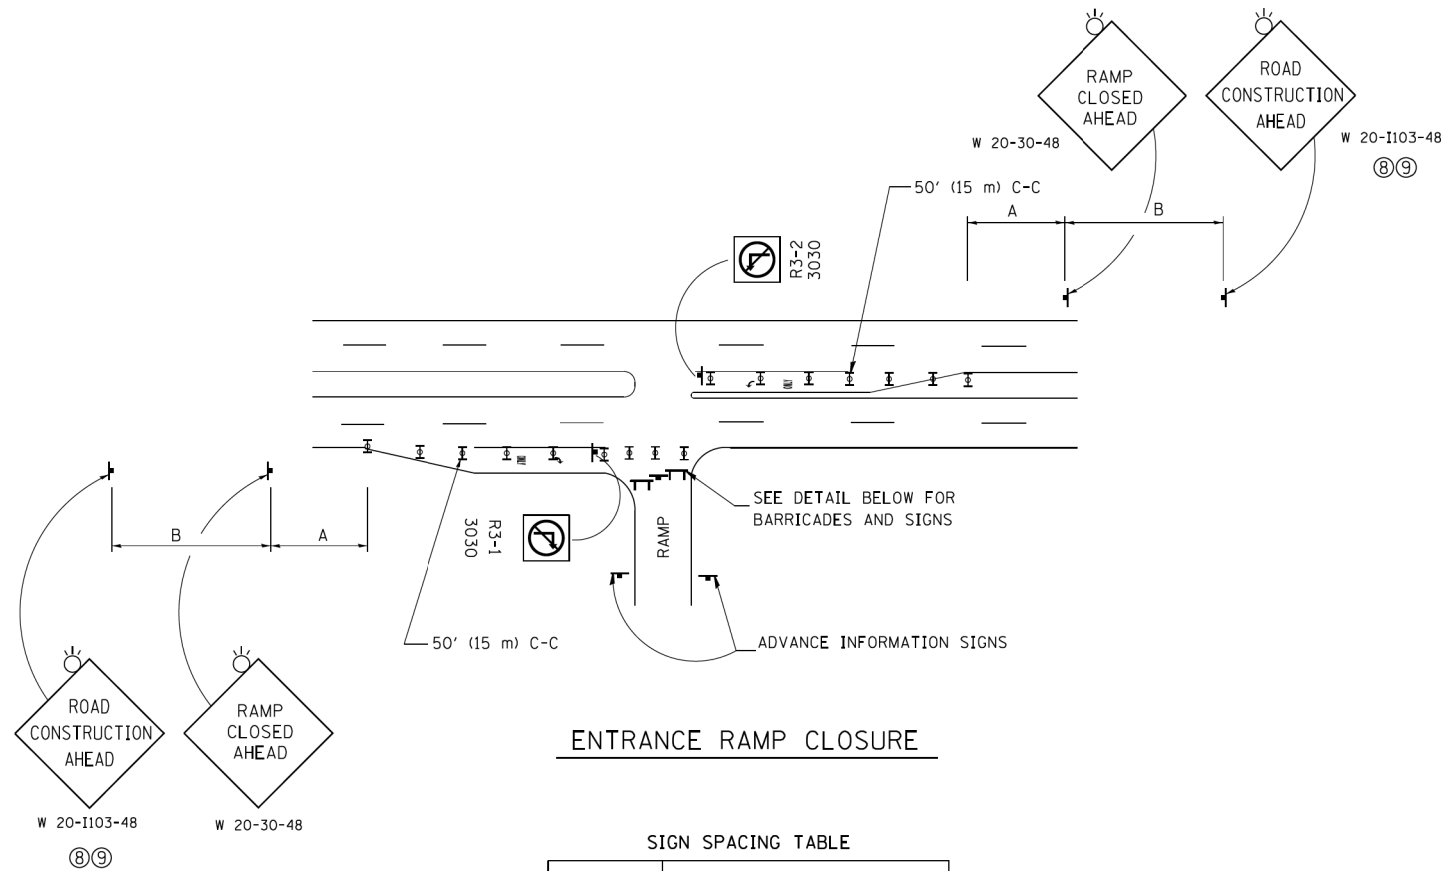 RAMP
CLOSED
AHEAD
W 20-30-48
ROAD
CONSTRUCTION
AHEAD
W 20-I103-48
⑧⑨
50' (15 m) C-C
A
B
R3-2
3030
B
A
R3-1
3030
RAMP
SEE DETAIL BELOW FOR
BARRICADES AND SIGNS
50' (15 m) C-C
ADVANCE INFORMATION SIGNS
ROAD
CONSTRUCTION
AHEAD
W 20-I103-48
⑧⑨
RAMP
CLOSED
AHEAD
W 20-30-48
ENTRANCE RAMP CLOSURE
SIGN SPACING TABLE